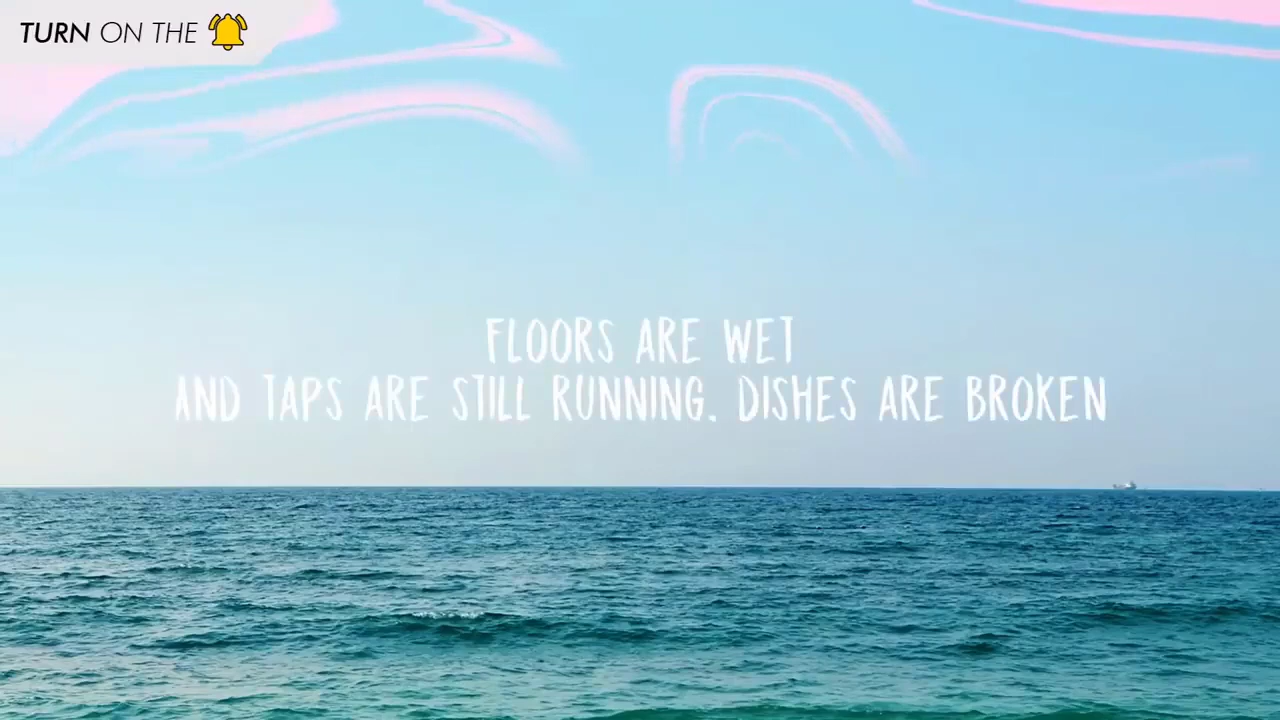 TURN ON THE
FLOORS ARE WET
AND TAPS ARE STILL RUNNING. DISHES ARE BROKEN